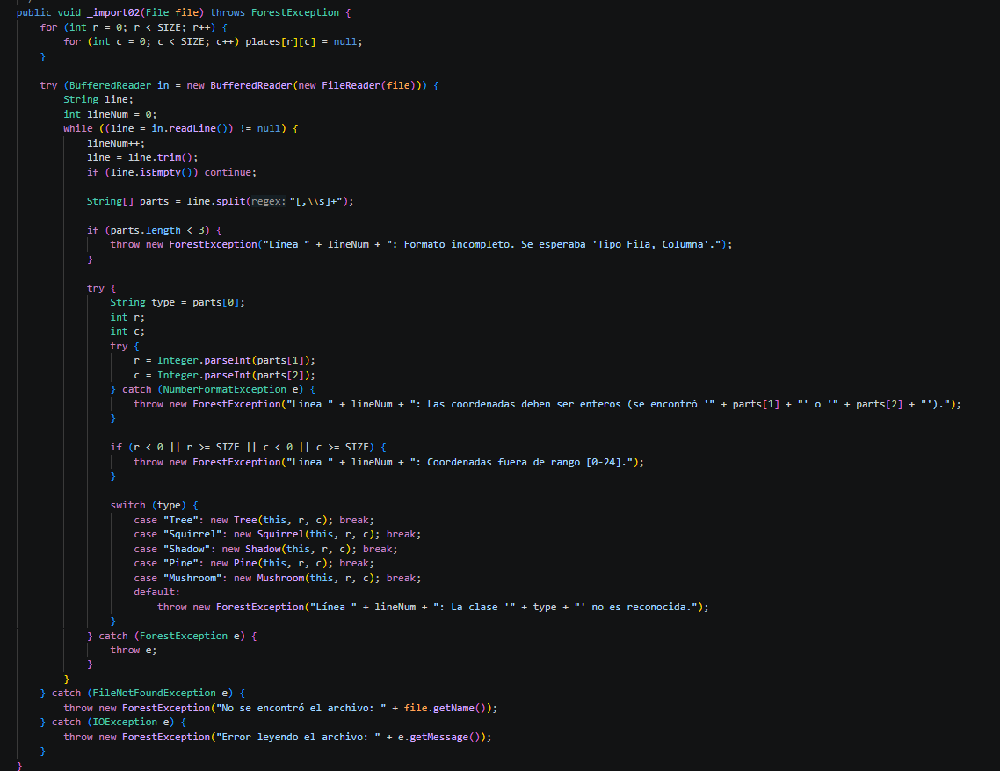 public void _import02(File file) throws ForestException {
for (int r = 0; r < SIZE; r++) {
for (int c = 0; c < SIZE; c++) places[r][c] = null;
}
try (BufferedReader in = new BufferedReader(new FileReader(file))) {
String line;
int lineNum = 0;
while ((line = in.readLine()) != null) {
lineNum++;
line = line.trim();
if (line.isEmpty()) continue;
String[] parts = line.split(regex: "[,\\s]+");
if (parts.length < 3) {
throw new ForestException("Línea " + lineNum + ": Formato incompleto. Se esperaba 'Tipo Fila, Columna'.");
}
try {
String type = parts[0];
int r;
int c;
try {
r = Integer.parseInt(parts[1]);
c = Integer.parseInt(parts[2]);
} catch (NumberFormatException e) {
throw new ForestException("Línea " + lineNum + ": Las coordenadas deben ser enteros (se encontró '" + parts[1] + "' o '" + parts[2] + "').");
}
if (r < 0 || r >= SIZE || c < 0 || c >= SIZE) {
throw new ForestException("Línea " + lineNum + ": Coordenadas fuera de rango [0-24].");
}
switch (type) {
case "Tree": new Tree(this, r, c); break;
case "Squirrel": new Squirrel(this, r, c); break;
case "Shadow": new Shadow(this, r, c); break;
case "Pine": new Pine(this, r, c); break;
case "Mushroom": new Mushroom(this, r, c); break;
default:
throw new ForestException("Línea " + lineNum + ": La clase '" + type + "' no es reconocida.");
}
} catch (ForestException e) {
throw e;
}
}
} catch (FileNotFoundException e) {
throw new ForestException("No se encontró el archivo: " + file.getName());
} catch (IOException e) {
throw new ForestException("Error leyendo el archivo: " + e.getMessage());
}
}